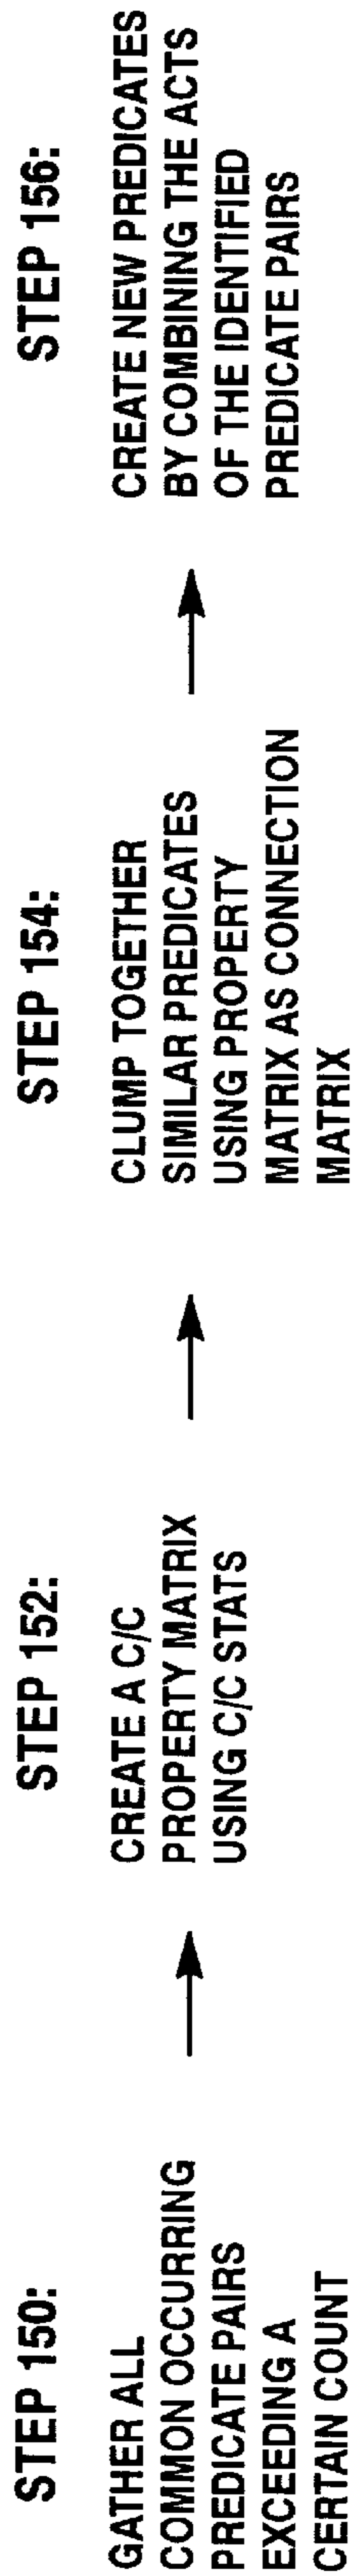 STEP 150:
GATHER ALL
COMMON OCCURRING
PREDICATE PAIRS
EXCEEDING A
CERTAIN COUNT
STEP 152:
CREATE A C/C
PROPERTY MATRIX
USING C/C STATS
STEP 154:
CLUMP TOGETHER
SIMILAR PREDICATES
USING PROPERTY
MATRIX AS CONNECTION
MATRIX
STEP 156:
CREATE NEW PREDICATES
BY COMBINING THE ACTS
OF THE IDENTIFIED
PREDICATE PAIRS